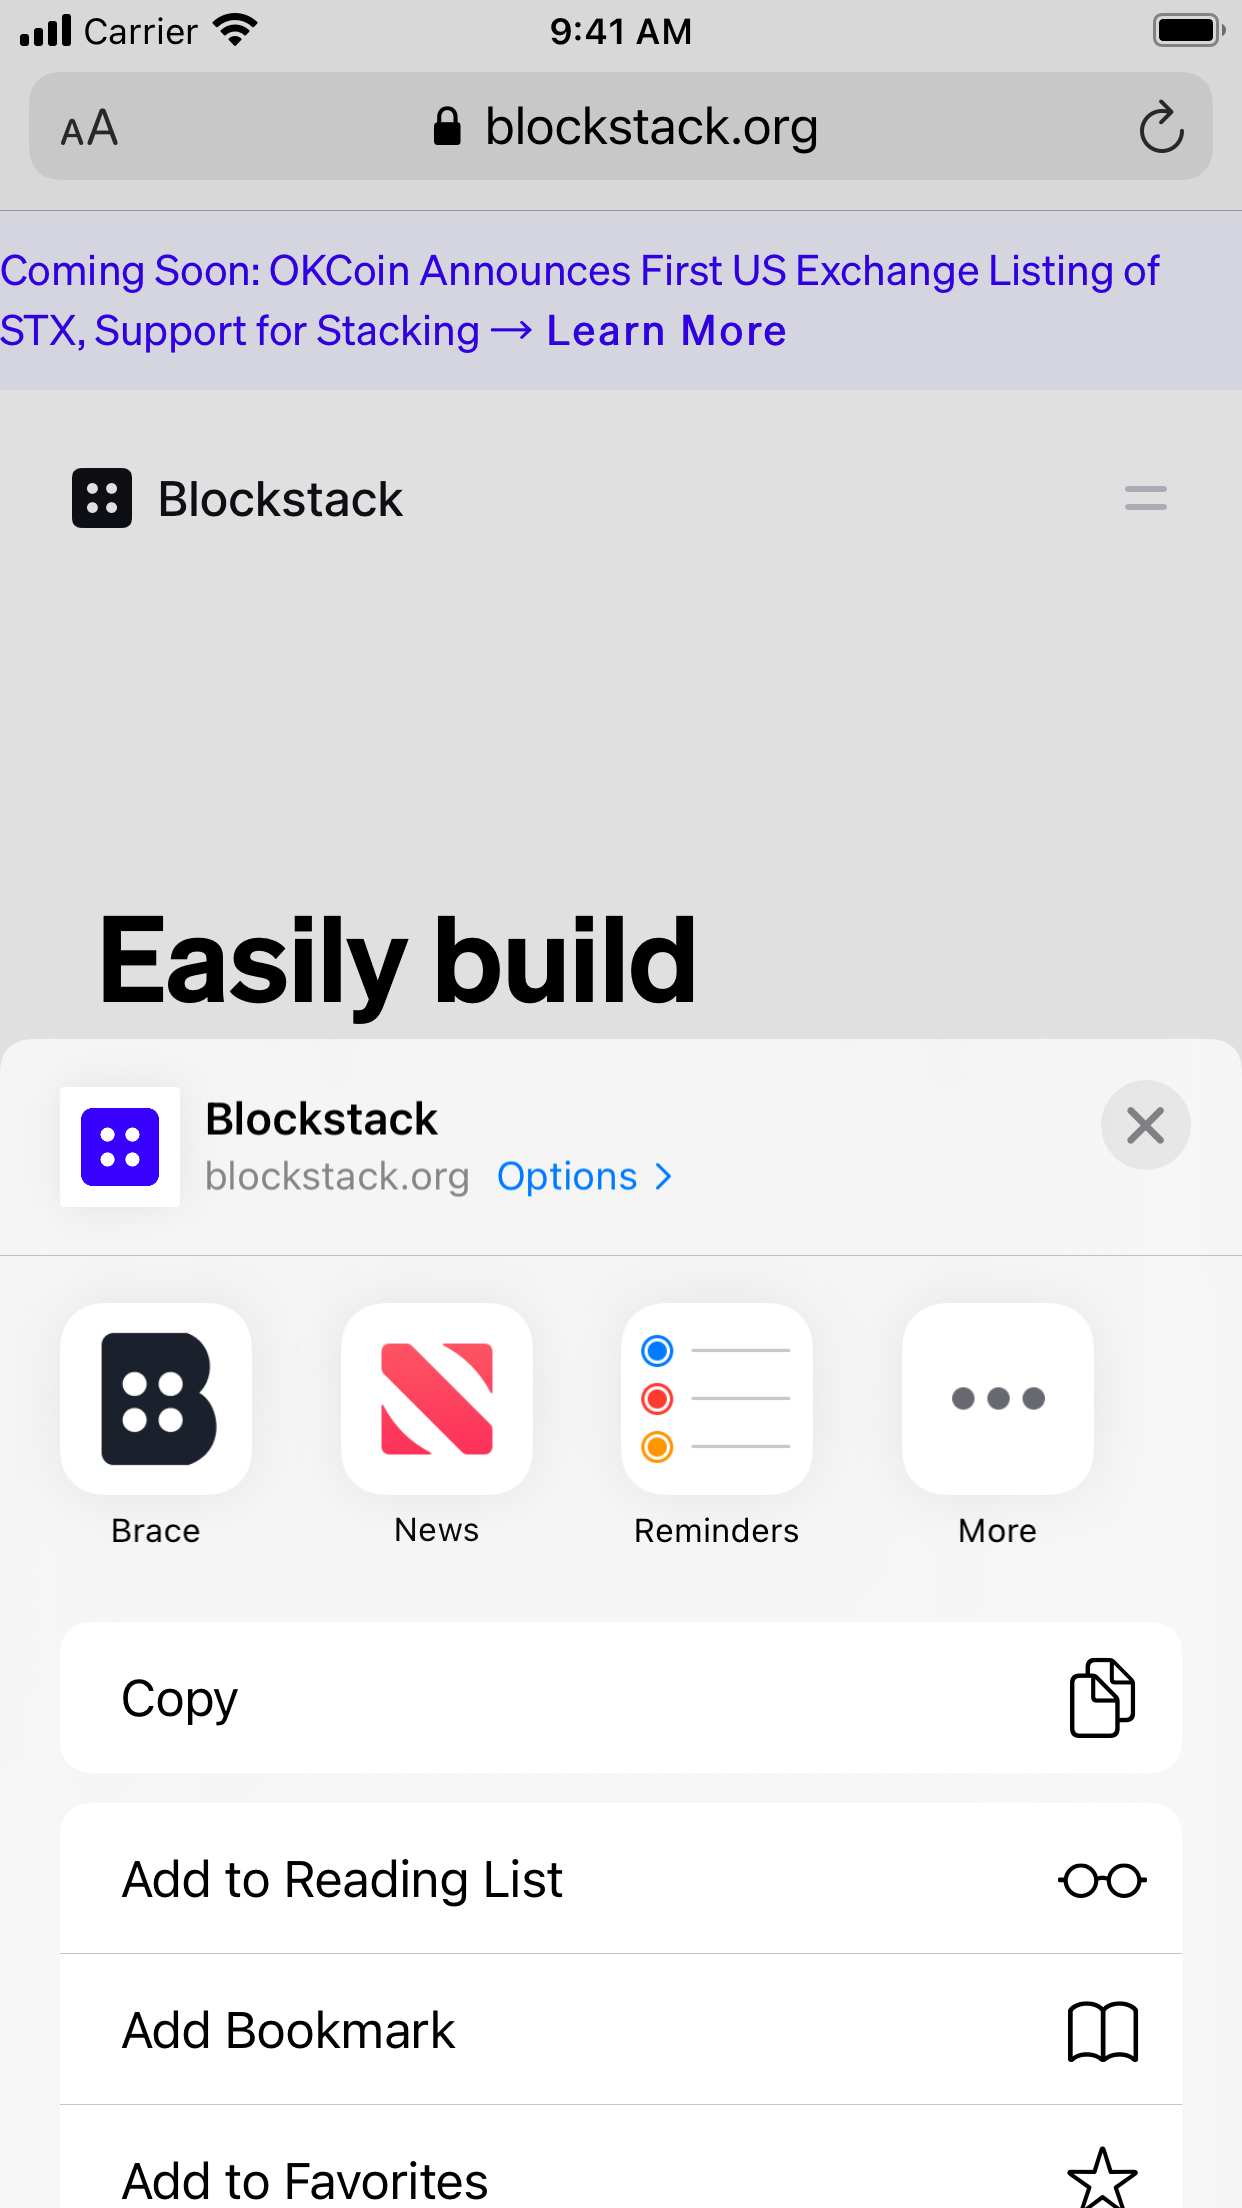 Carrier
9:41 AM
AA
blockstack.org
Coming Soon: OKCoin Announces First US Exchange Listing of
STX, Support for Stacking → Learn More
Blockstack
Easily build
Blockstack
blockstack.org Options >
Brace
News
Reminders
More
Copy
Add to Reading List
Add Bookmark
Add to Favorites